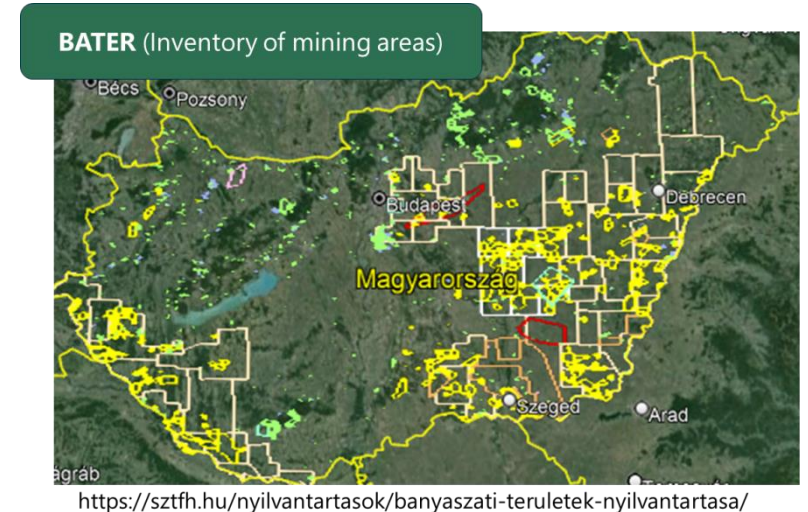 BATER (Inventory of mining areas)
Bécs
Pozsony
Budapest
Debrecen
Magyarország
Szeged
Arad
ágráb
https://sztfh.hu/nyilvantartasok/banyaszati-teruletek-nyilvantartasa/